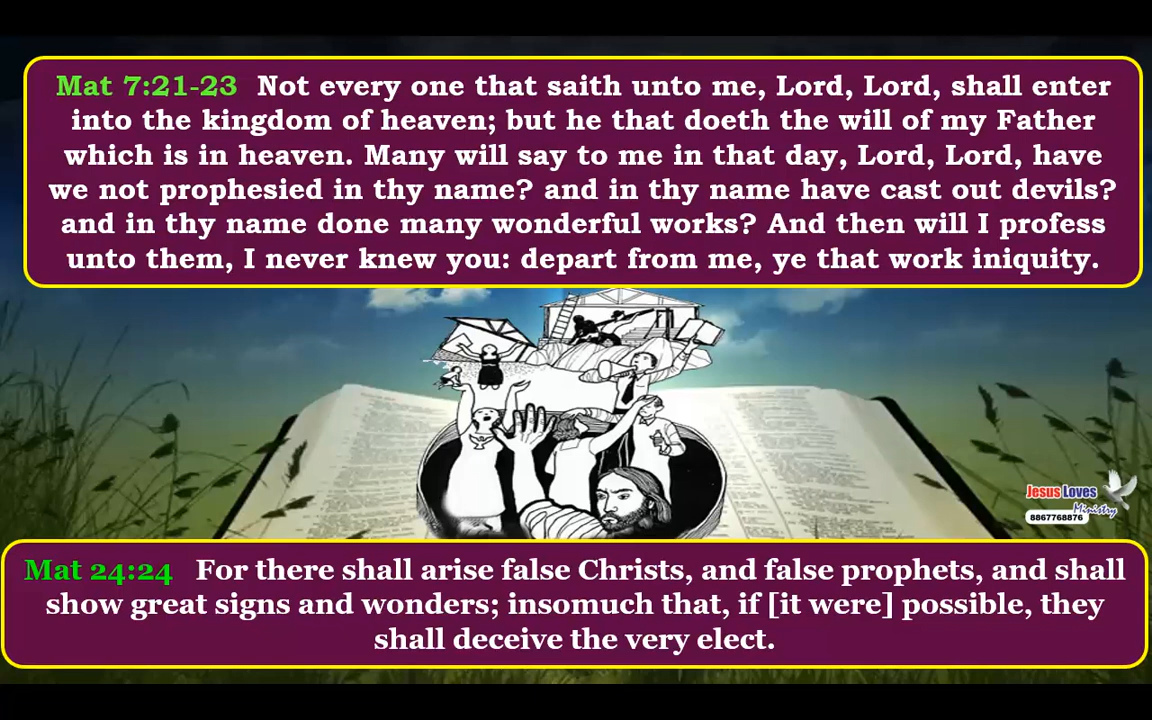 Mat 7:21-23 Not every one that saith unto me, Lord, Lord, shall enter
into the kingdom of heaven; but he that doeth the will of my Father
which is in heaven. Many will say to me in that day, Lord, Lord, have
we not prophesied in thy name? and in thy name have cast out devils?
and in thy name done many wonderful works? And then will I profess
unto them, I never knew you: depart from me, ye that work iniquity.
Jesus Loves
Ministry
8867768876
Mat 24:24 For there shall arise false Christs, and false prophets, and shall
show great signs and wonders; insomuch that, if [it were] possible, they
shall deceive the very elect.